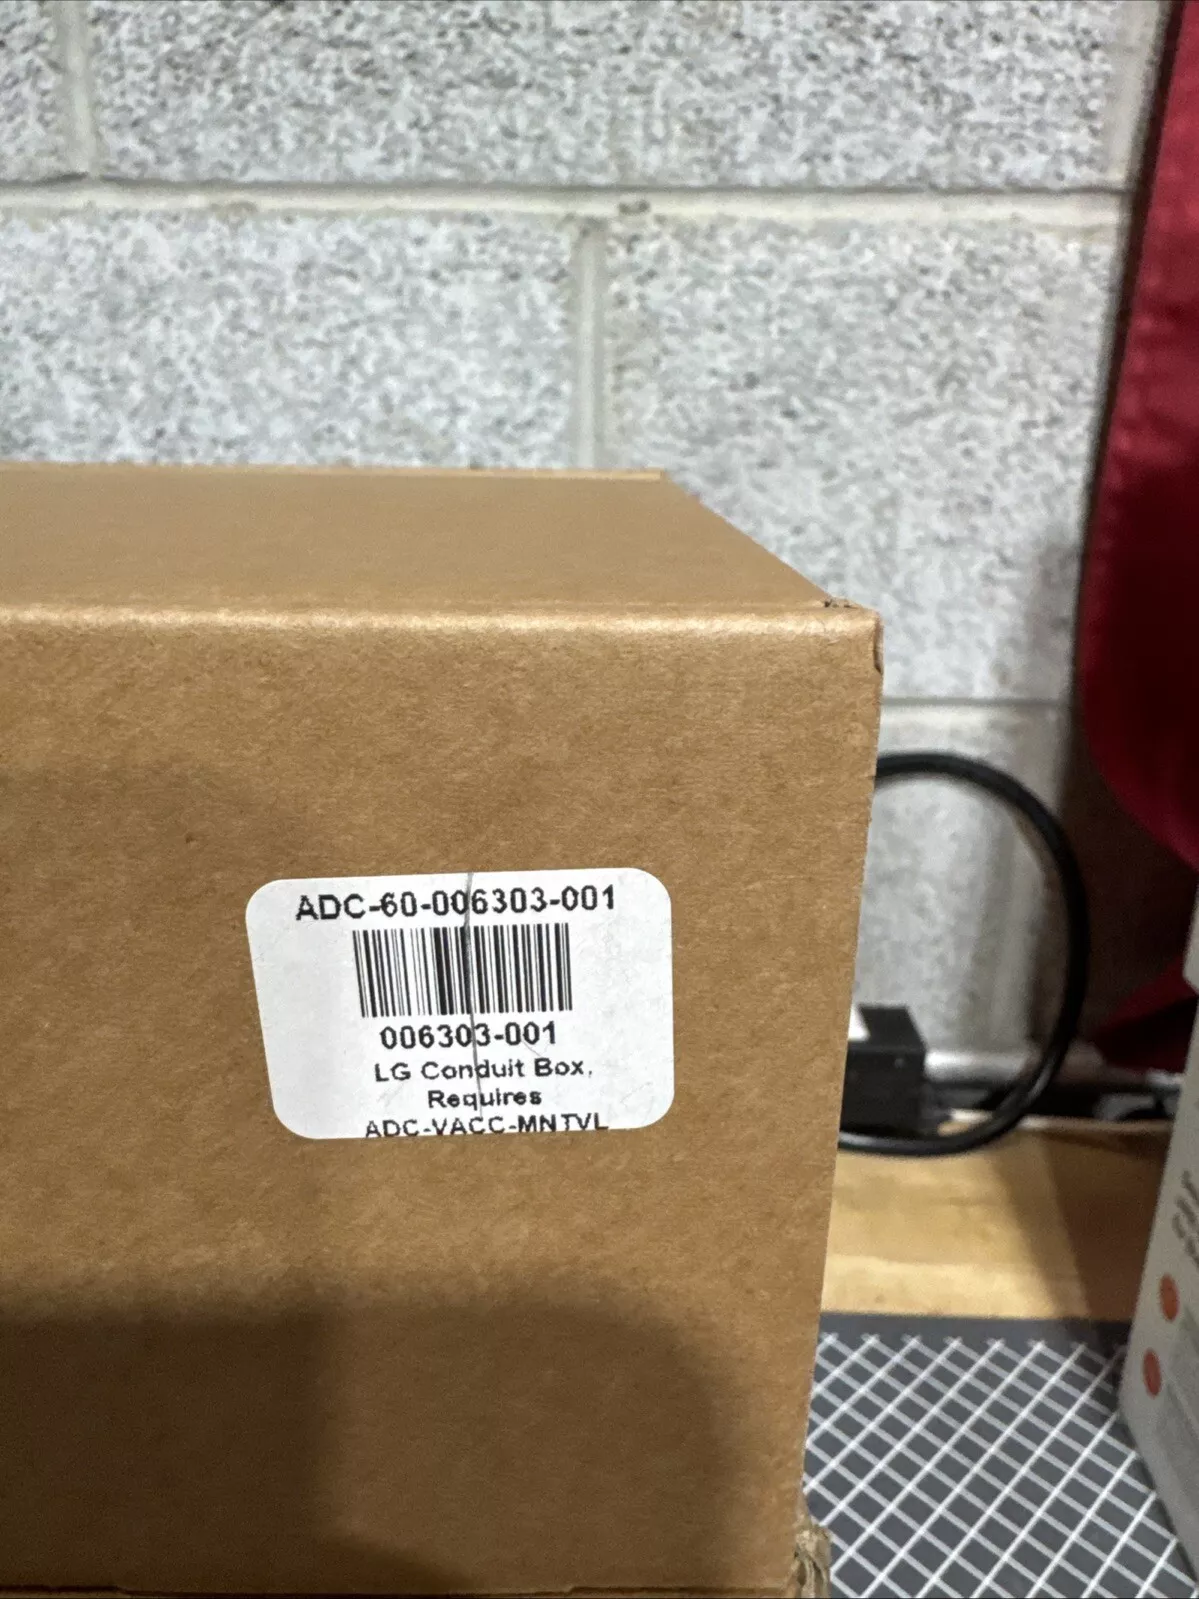 ADC-60-006303-001
006303-001
LG Conduit Box,
Requires
ADC-VACC-MNTVL